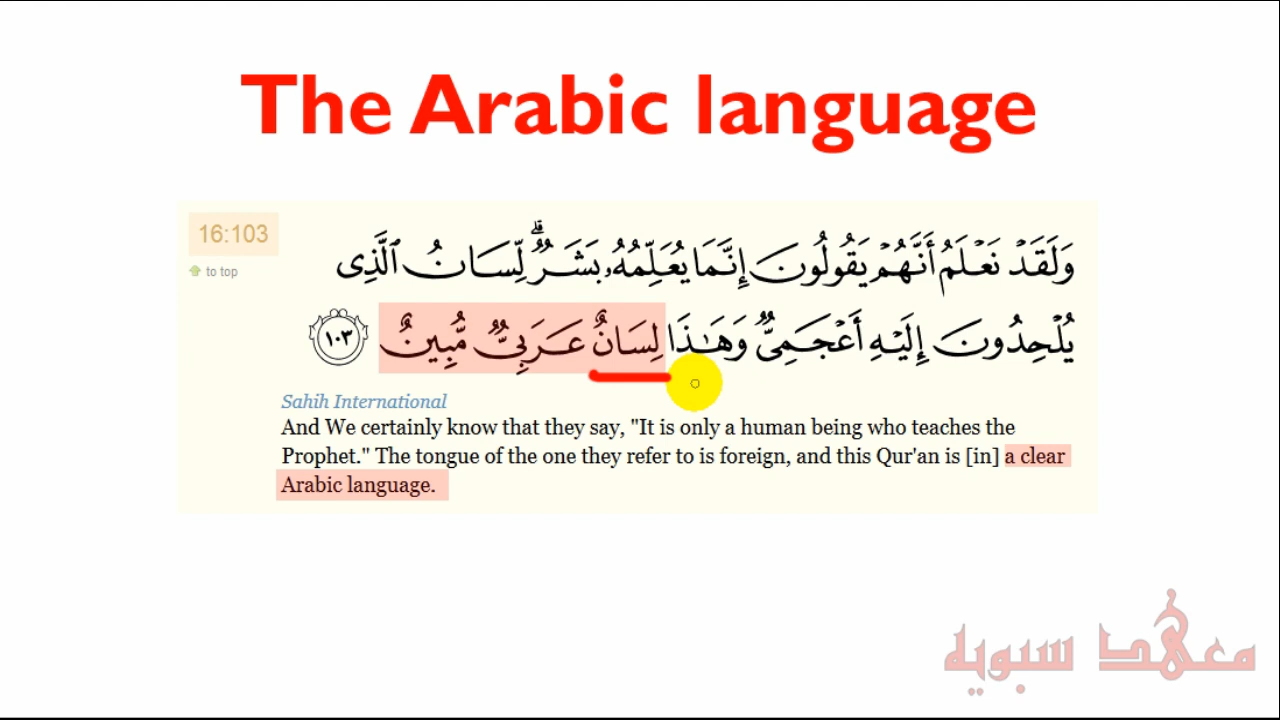 The Arabic language
16:103
to top
وَلَقَدْ نَعْلَمُ أَنَّهُمْ يَقُولُونَ إِنَّمَا يُعَلِّمُهُۥ بَشَرٌ ۗ لِّسَانُ ٱلَّذِى
يُلْحِدُونَ إِلَيْهِ أَعْجَمِىٌّ وَهَـٰذَا لِسَانٌ عَرَبِىٌّ مُّبِينٌ ١٠٣
Sahih International
And We certainly know that they say, "It is only a human being who teaches the
Prophet." The tongue of the one they refer to is foreign, and this Qur'an is [in] a clear
Arabic language.
معهد سبويه